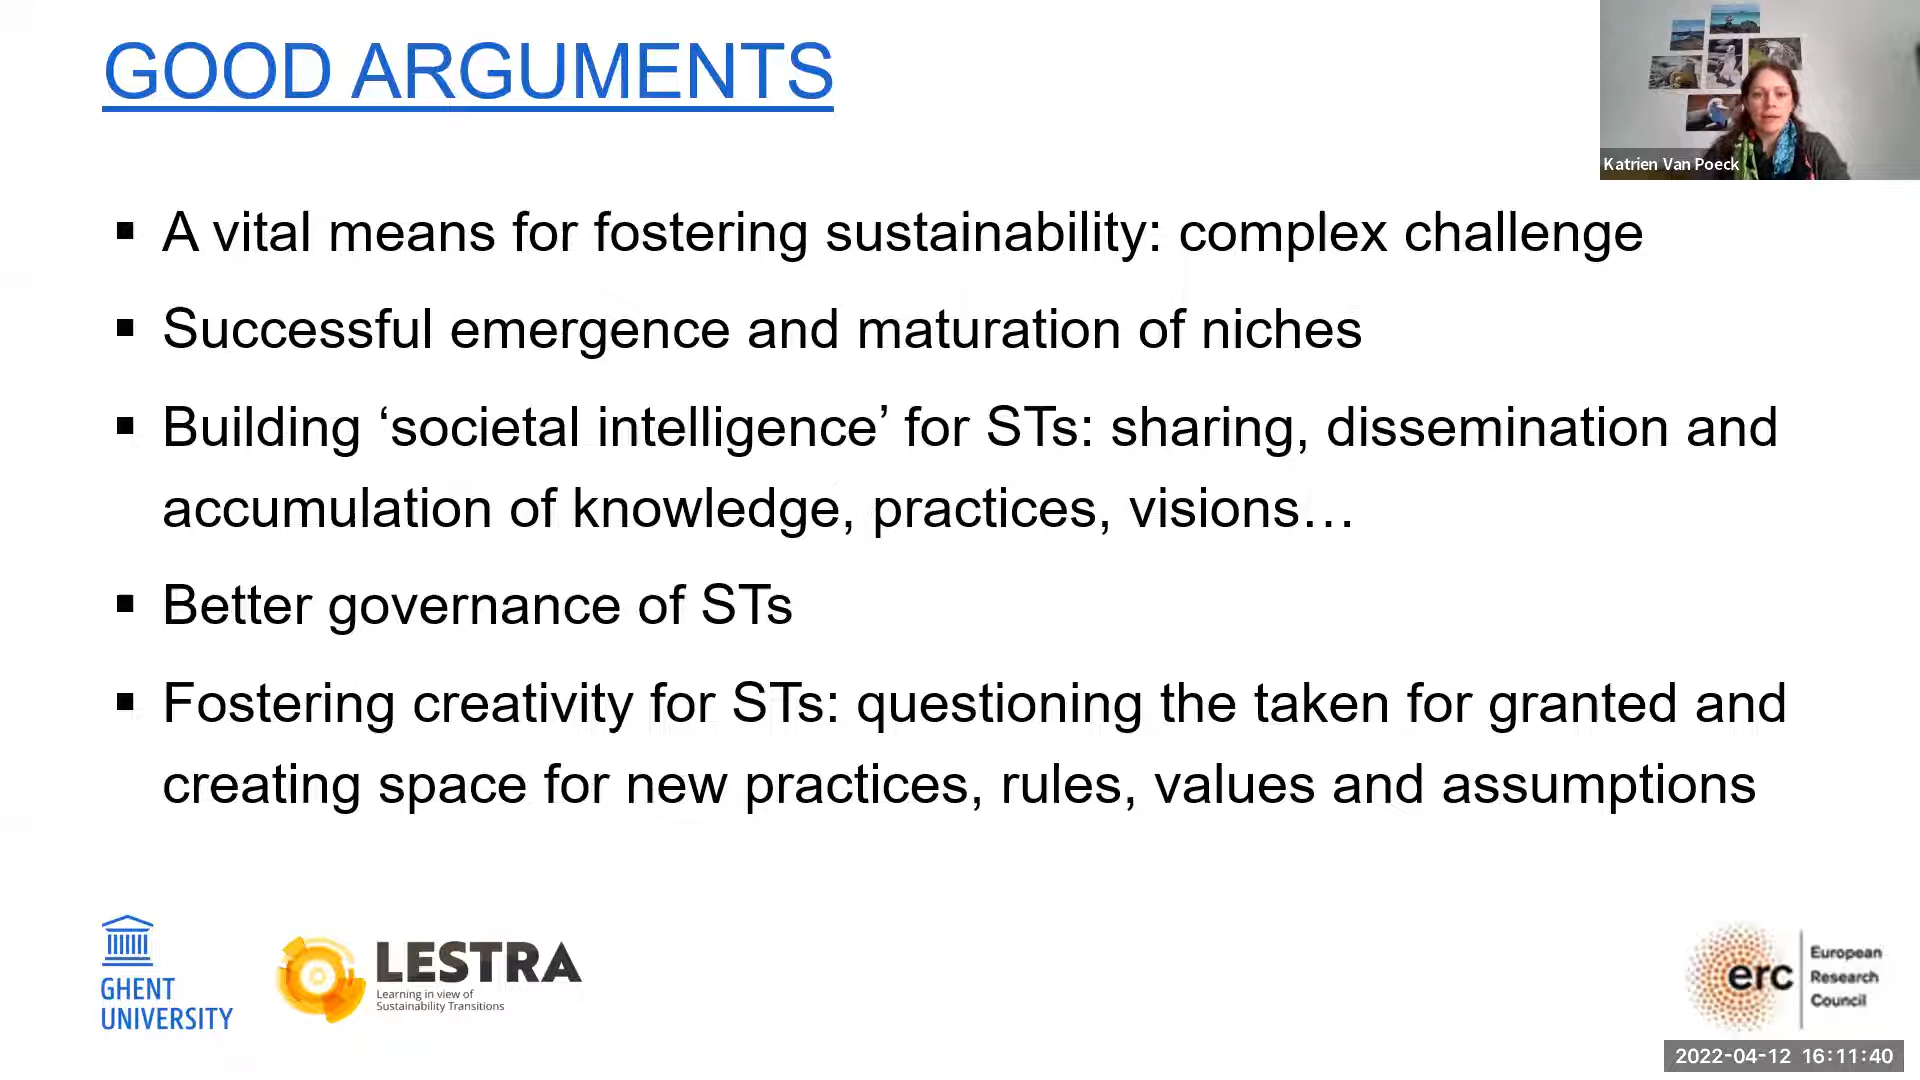 GOOD ARGUMENTS
Katrien Van Poeck
▪ A vital means for fostering sustainability: complex challenge
▪ Successful emergence and maturation of niches
▪ Building ‘societal intelligence’ for STs: sharing, dissemination and
accumulation of knowledge, practices, visions…
▪ Better governance of STs
▪ Fostering creativity for STs: questioning the taken for granted and
creating space for new practices, rules, values and assumptions
GHENT
UNIVERSITY
LESTRA
Learning in view of
Sustainability Transitions
erc
European
Research
Council
2022-04-12 16:11:40